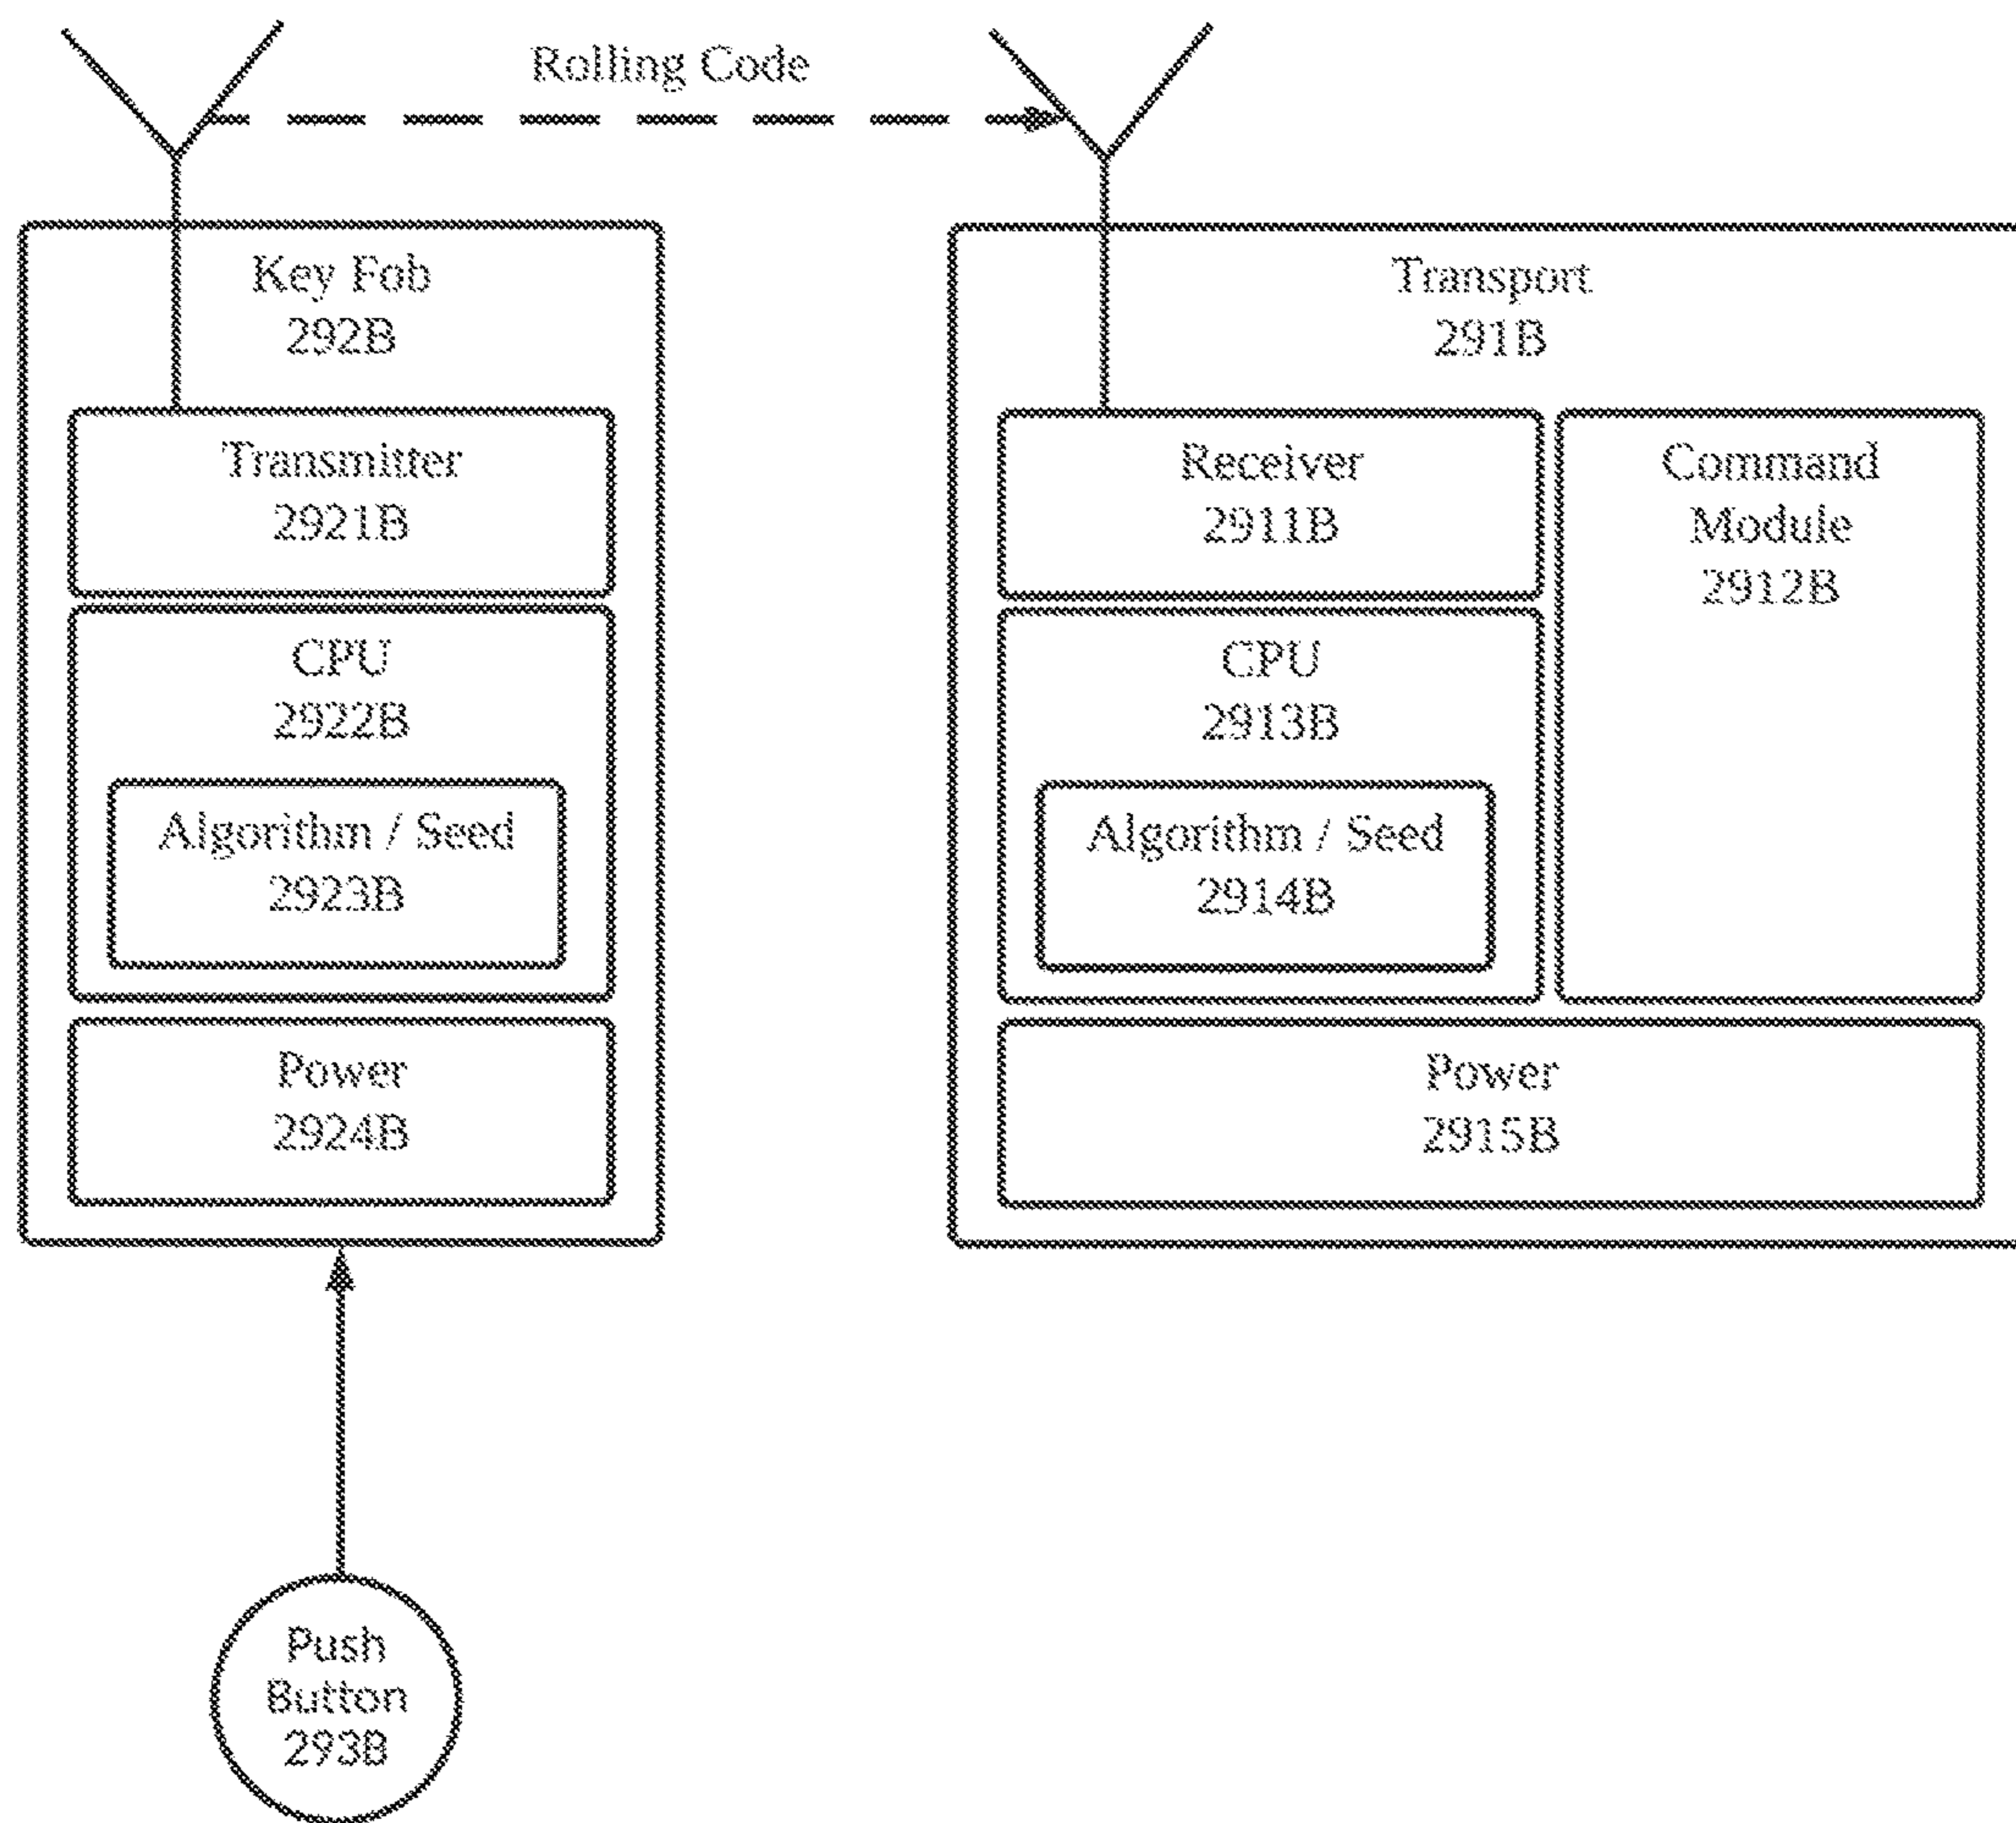 Rolling Code
Key Fob
292B
Transmitter
2921B
CPU
2922B
Algorithm / Seed
2923B
Power
2924B
Push
Button
293B
Transport
291B
Receiver
2911B
Command
Module
2912B
CPU
2913B
Algorithm / Seed
2914B
Power
2915B